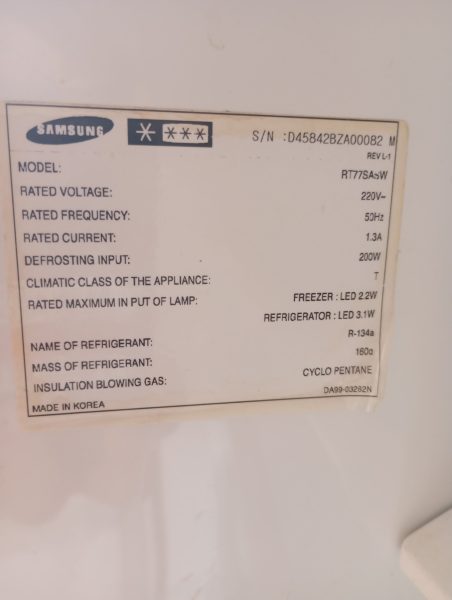 SAMSUNG * *** S/N :D45842BZA00082 M
REV L-1
MODEL: RT77SASW
RATED VOLTAGE: 220V~
RATED FREQUENCY: 50Hz
RATED CURRENT: 1.3A
DEFROSTING INPUT: 200W
CLIMATIC CLASS OF THE APPLIANCE: T
RATED MAXIMUM IN PUT OF LAMP: FREEZER : LED 2.2W
REFRIGERATOR : LED 3.1W
NAME OF REFRIGERANT: R-134a
MASS OF REFRIGERANT: 160g
INSULATION BLOWING GAS: CYCLO PENTANE
MADE IN KOREA DA99-03282N